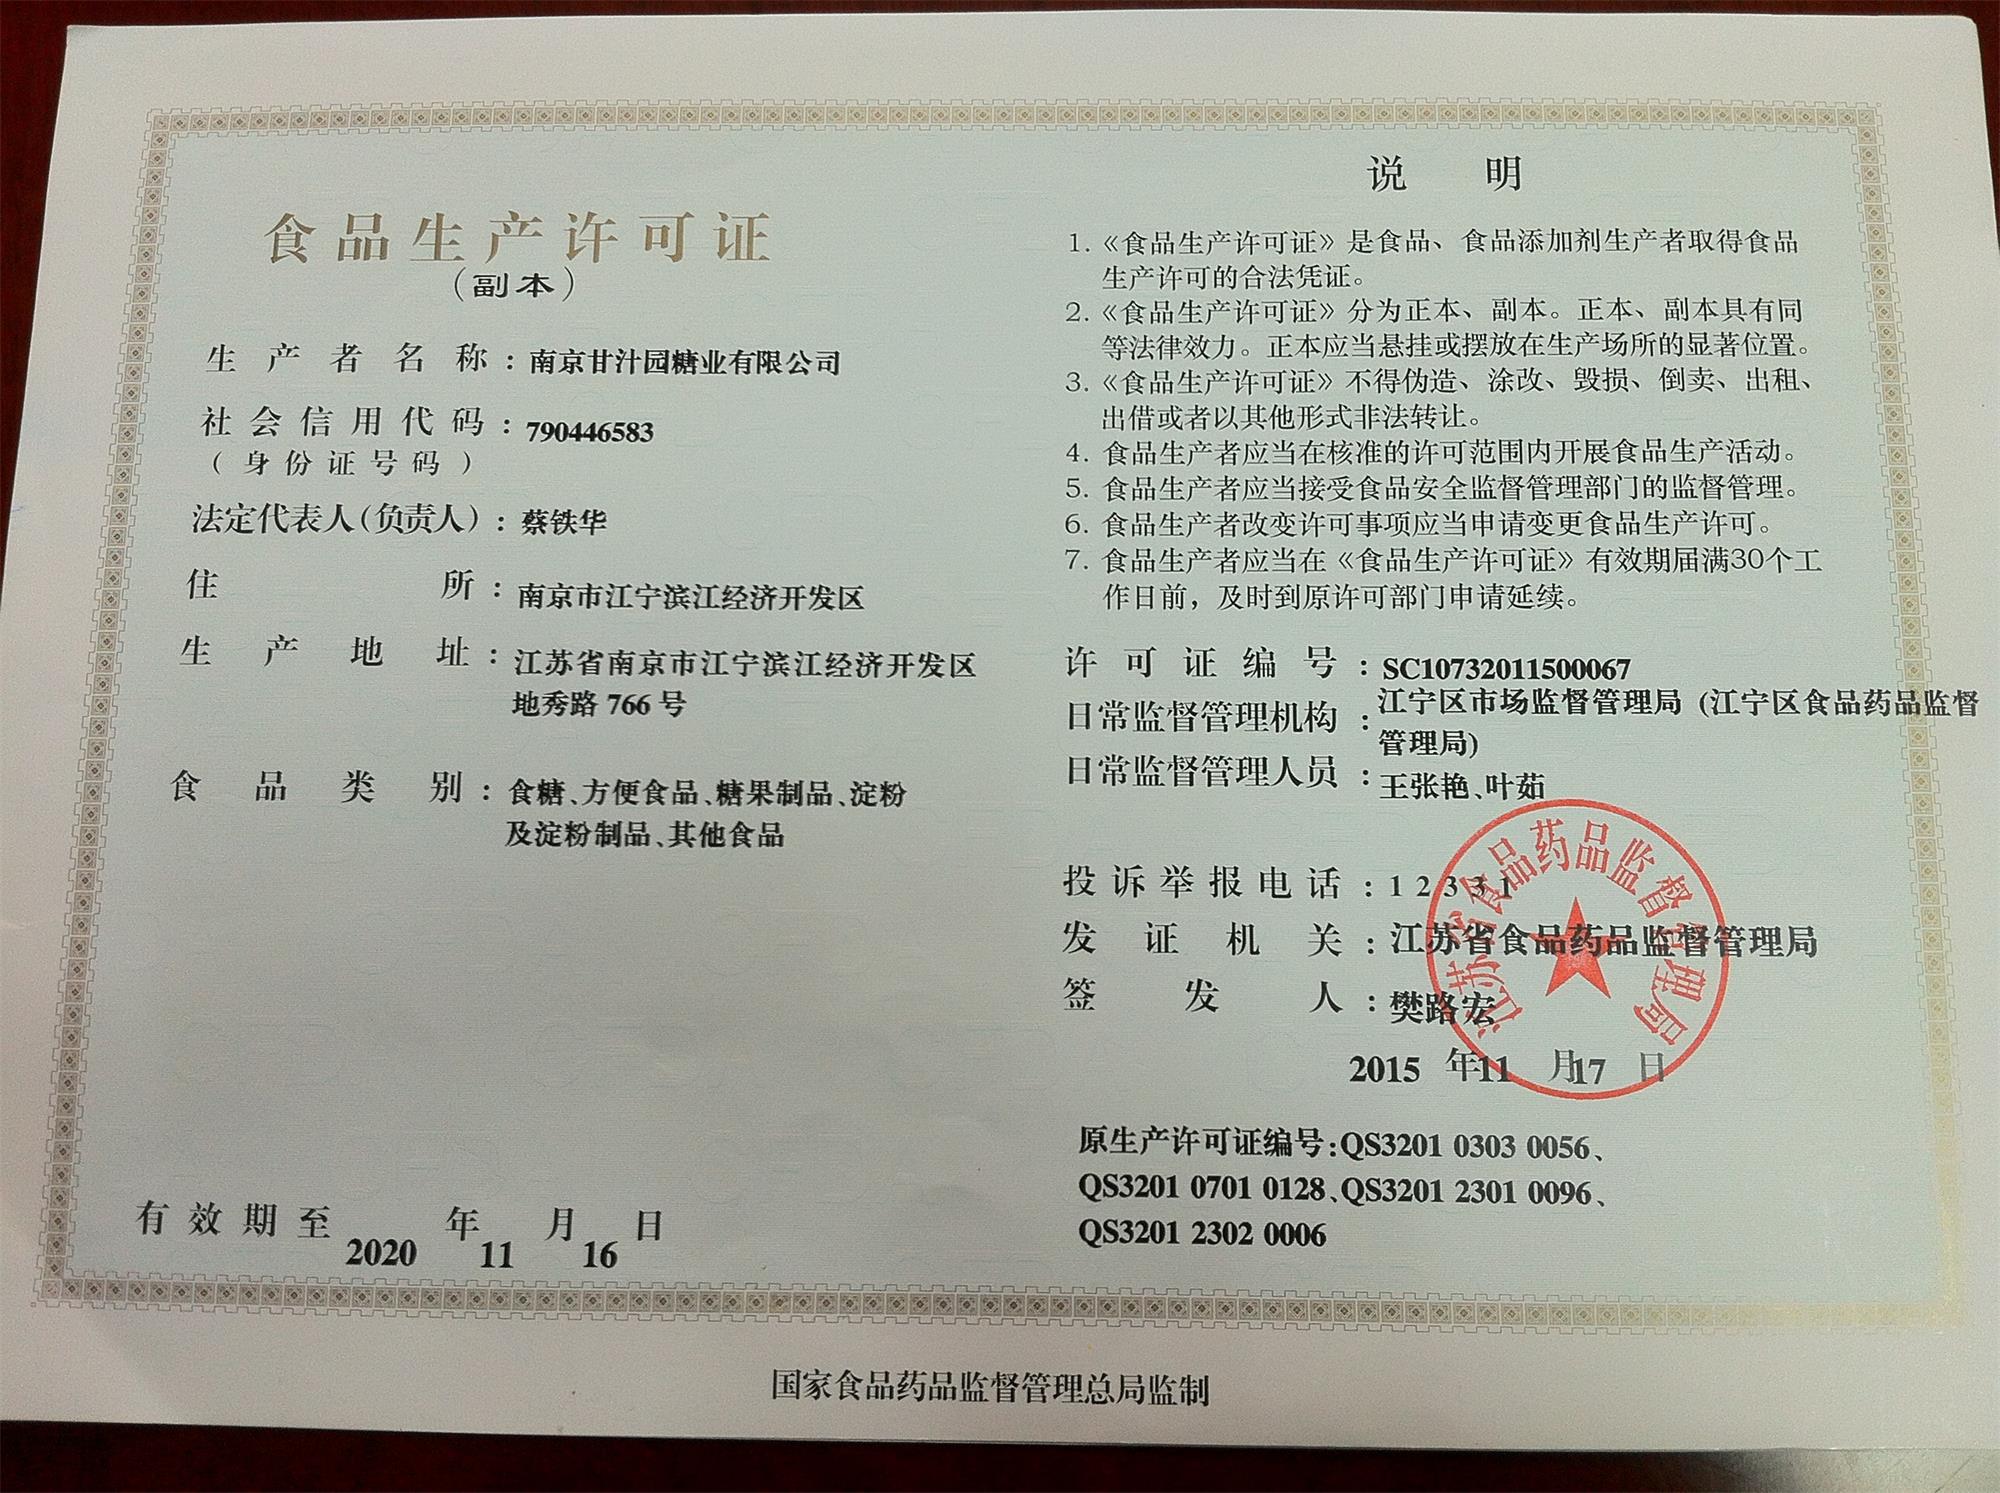 食品生产许可证
（副本）
生产者名称：南京甘汁园糖业有限公司
社会信用代码：790446583
（身份证号码）
法定代表人（负责人）：蔡铁华
住所：南京市江宁滨江经济开发区
生产地址：江苏省南京市江宁滨江经济开发区
地秀路 766 号
食品类别：食糖、方便食品、糖果制品、淀粉
及淀粉制品、其他食品
有效期至 2020 年 11 月 16 日
说明
1.《食品生产许可证》是食品、食品添加剂生产者取得食品
生产许可的合法凭证。
2.《食品生产许可证》分为正本、副本。正本、副本具有同
等法律效力。正本应当悬挂或摆放在生产场所的显著位置。
3.《食品生产许可证》不得伪造、涂改、毁损、倒卖、出租、
出借或者以其他形式非法转让。
4. 食品生产者应当在核准的许可范围内开展食品生产活动。
5. 食品生产者应当接受食品安全监督管理部门的监督管理。
6. 食品生产者改变许可事项应当申请变更食品生产许可。
7. 食品生产者应当在《食品生产许可证》有效期届满30个工
作日前，及时到原许可部门申请延续。
许可证编号：SC10732011500067
日常监督管理机构：江宁区市场监督管理局 (江宁区食品药品监督
管理局)
日常监督管理人员：王张艳、叶茹
投诉举报电话：12331
发证机关：江苏省食品药品监督管理局
签发人：樊路宏
2015 年 11 月 17 日
江苏省食品药品监督管理局
原生产许可证编号:QS3201 0303 0056、
QS3201 0701 0128、QS3201 2301 0096、
QS3201 2302 0006
国家食品药品监督管理总局监制